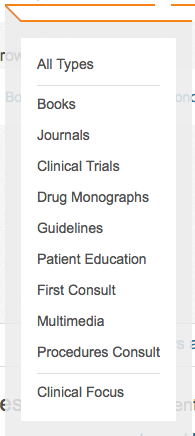 All Types
Books
Journals
Clinical Trials
Drug Monographs
Guidelines
Patient Education
First Consult
Multimedia
Procedures Consult
Clinical Focus